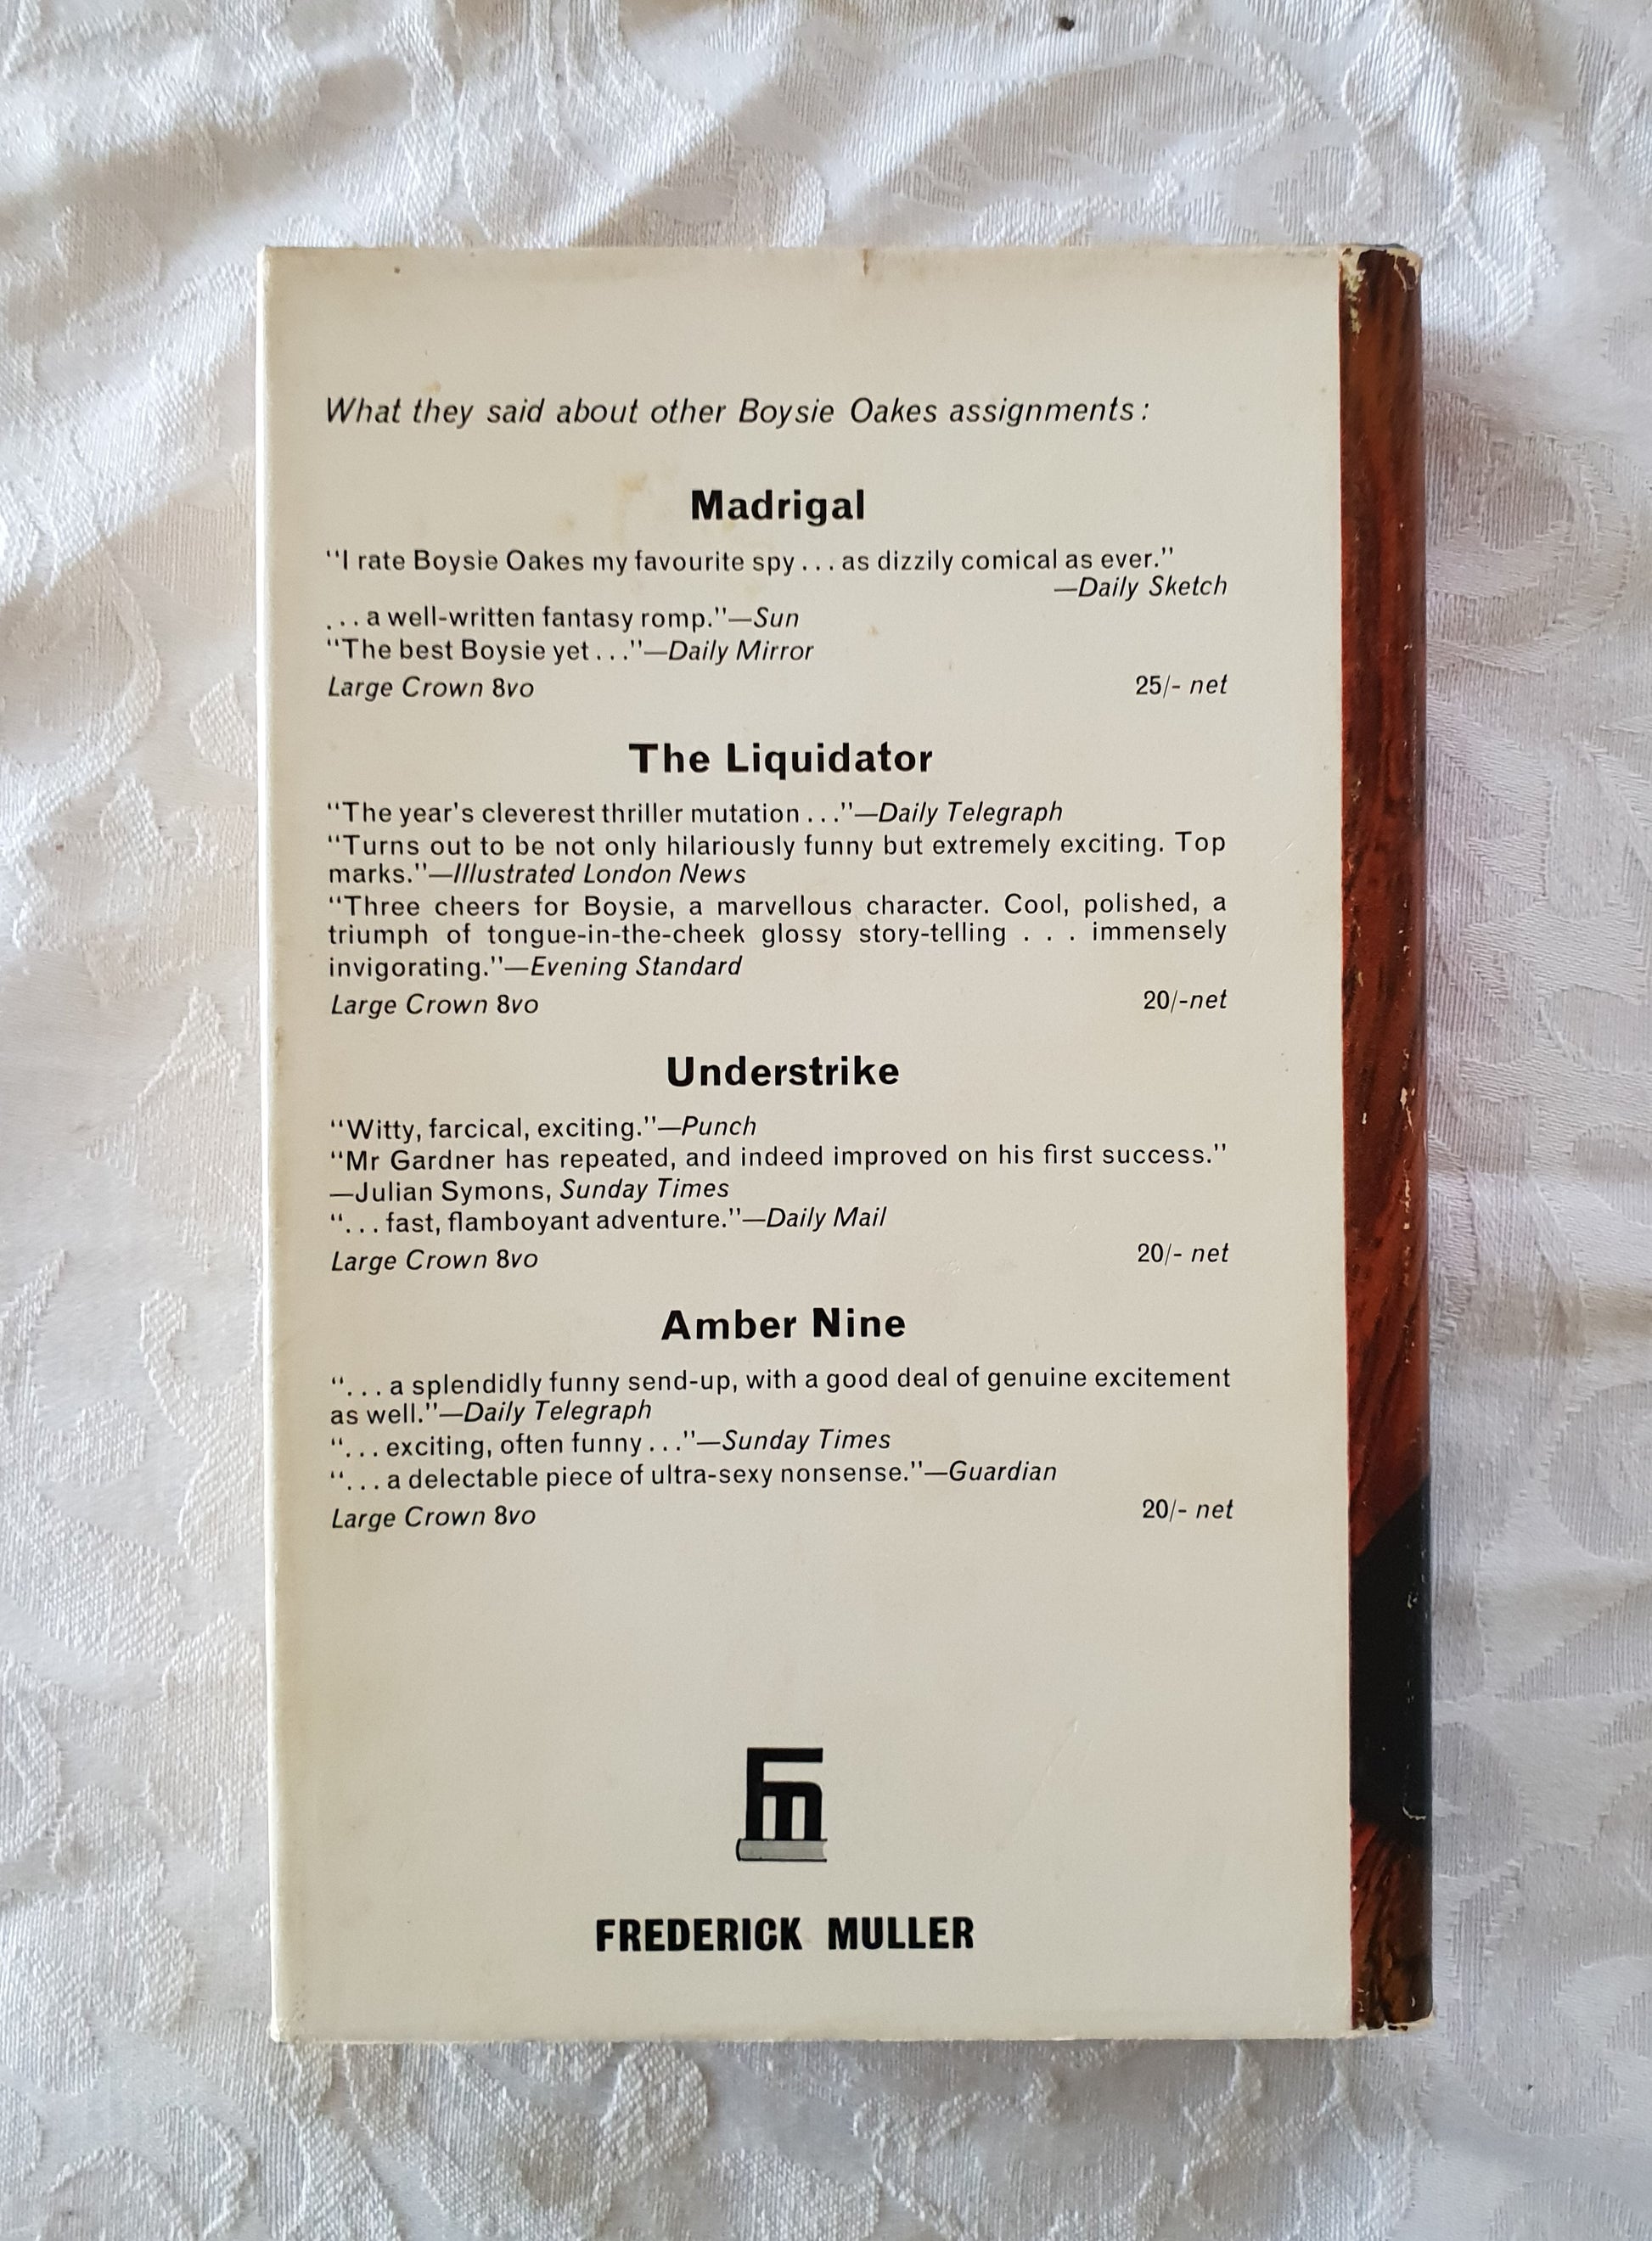 What they said about other Boysie Oakes assignments:
Madrigal
“I rate Boysie Oakes my favourite spy . . . as dizzily comical as ever.”
—Daily Sketch
. . . a well-written fantasy romp.”—Sun
“The best Boysie yet . . .”—Daily Mirror
Large Crown 8vo 25/- net
The Liquidator
“The year's cleverest thriller mutation . . .”—Daily Telegraph
“Turns out to be not only hilariously funny but extremely exciting. Top
marks.”—Illustrated London News
“Three cheers for Boysie, a marvellous character. Cool, polished, a
triumph of tongue-in-the-cheek glossy story-telling . . . immensely
invigorating.”—Evening Standard
Large Crown 8vo 20/-net
Understrike
“Witty, farcical, exciting.”—Punch
“Mr Gardner has repeated, and indeed improved on his first success.”
—Julian Symons, Sunday Times
“. . . fast, flamboyant adventure.”—Daily Mail
Large Crown 8vo 20/- net
Amber Nine
“. . . a splendidly funny send-up, with a good deal of genuine excitement
as well.”—Daily Telegraph
“. . . exciting, often funny . . .”—Sunday Times
“. . . a delectable piece of ultra-sexy nonsense.”—Guardian
Large Crown 8vo 20/- net
fm
FREDERICK MULLER